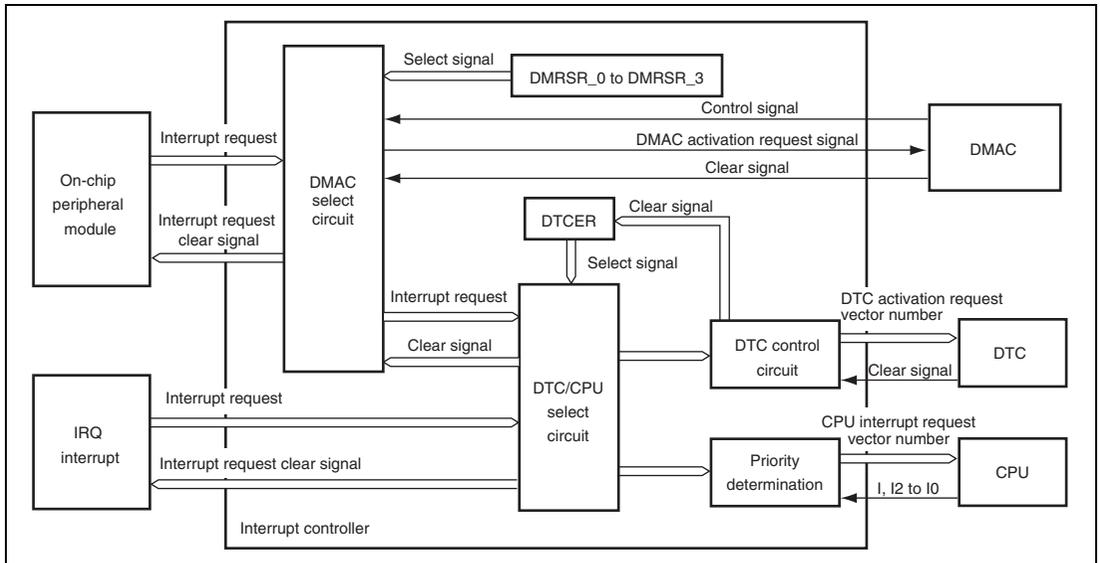 Select signal
DMRSR_0 to DMRSR_3
Control signal
Interrupt request
DMAC activation request signal
DMAC
On-chip
peripheral
module
DMAC
select
circuit
Clear signal
Interrupt request
clear signal
DTCER
Clear signal
Select signal
Interrupt request
DTC activation request
vector number
Clear signal
DTC control
circuit
DTC
Clear signal
Interrupt request
DTC/CPU
select
circuit
IRQ
interrupt
CPU interrupt request
vector number
Interrupt request clear signal
Priority
determination
CPU
I, I2 to I0
Interrupt controller